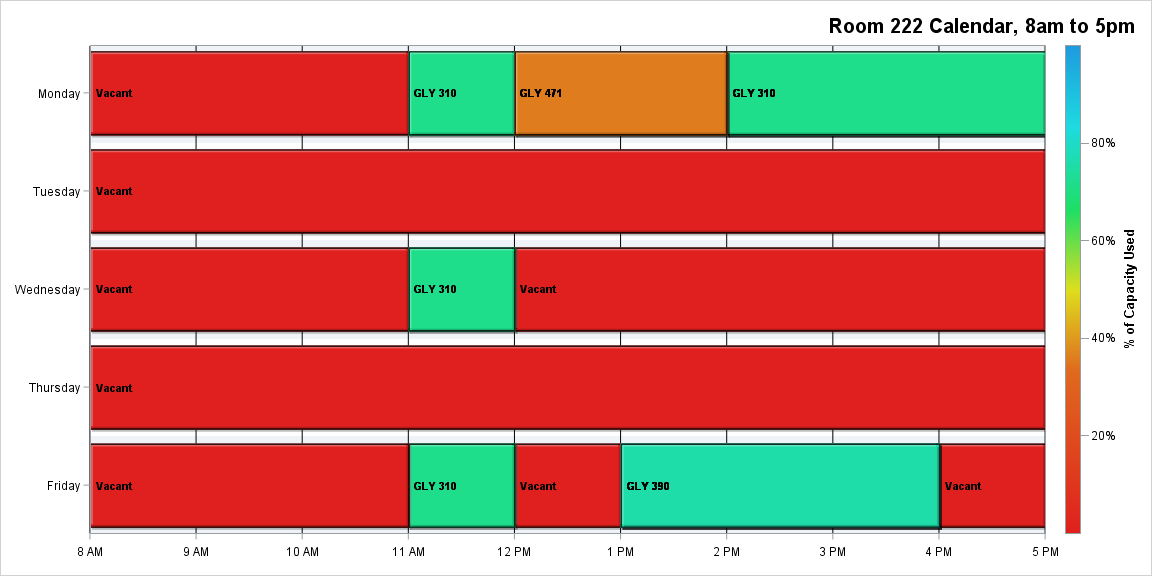 Room 222 Calendar, 8am to 5pm
Monday
Vacant
GLY 310
GLY 471
GLY 310
Tuesday
Vacant
Wednesday
Vacant
GLY 310
Vacant
Thursday
Vacant
Friday
Vacant
GLY 310
Vacant
GLY 390
Vacant
8 AM
9 AM
10 AM
11 AM
12 PM
1 PM
2 PM
3 PM
4 PM
5 PM
80%
60%
40%
20%
% of Capacity Used